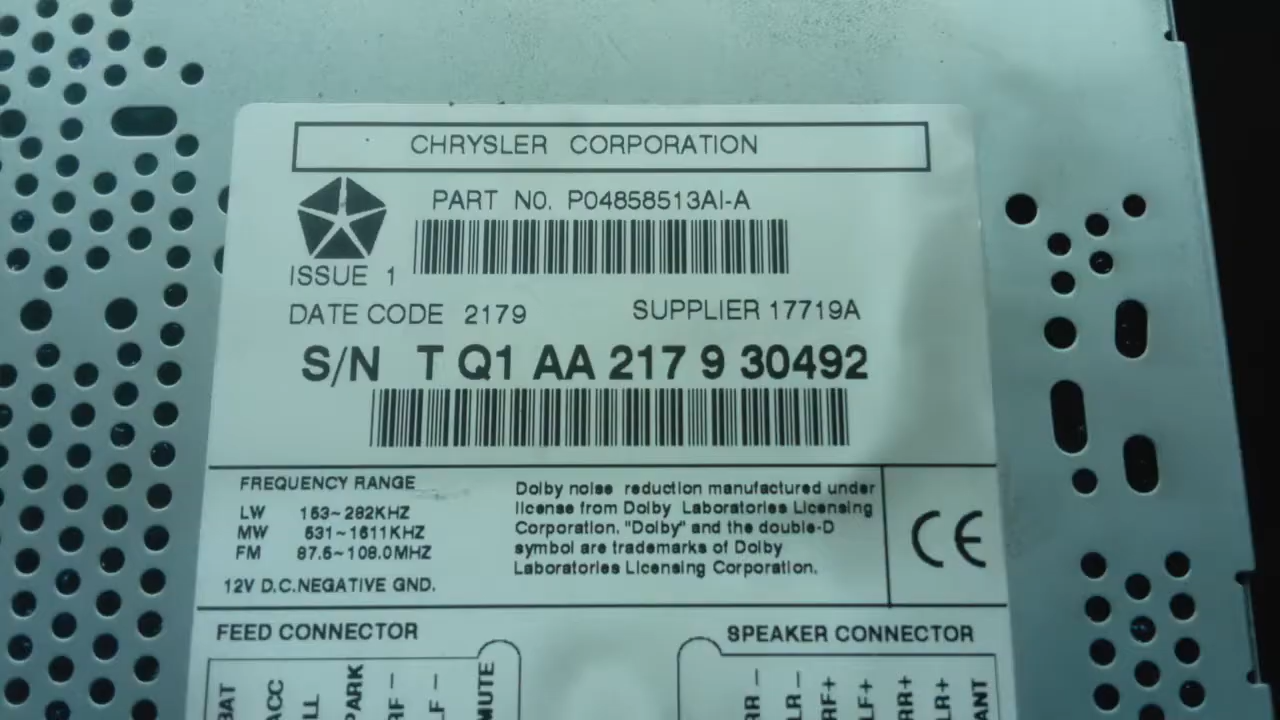 CHRYSLER CORPORATION
PART NO. P04858513AI-A
ISSUE 1
DATE CODE 2179 SUPPLIER 17719A
S/N T Q1 AA 217 9 30492
FREQUENCY RANGE
LW 153~282KHZ
MW 531~1611KHZ
FM 87.5~108.0MHZ
12V D.C.NEGATIVE GND.
Dolby noise reduction manufactured under
license from Dolby Laboratories Licensing
Corporation. "Dolby" and the double-D
symbol are trademarks of Dolby
Laboratories Licensing Corporation.
CE
FEED CONNECTOR
PARK
MUTE
SPEAKER CONNECTOR
RR −
LR −
RF+
LF+
RR+
LR+
ANT